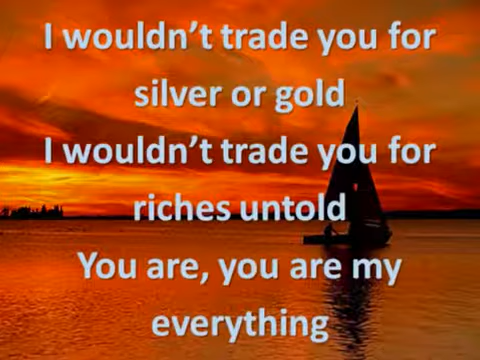 I wouldn’t trade you for
silver or gold
I wouldn’t trade you for
riches untold
You are, you are my
everything